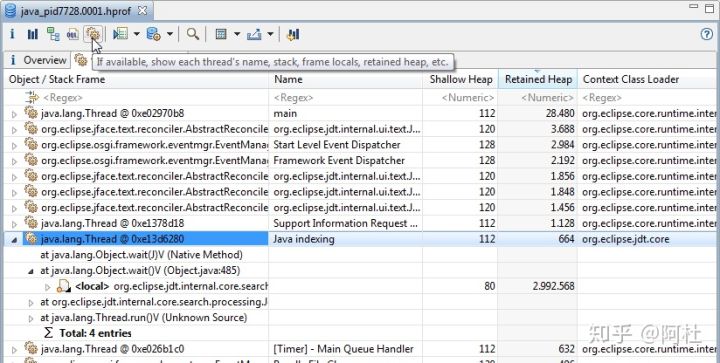 java_pid7728.0001.hprof
i
Overview
If available, show each thread's name, stack, frame locals, retained heap, etc.
Object / Stack Frame Name Shallow Heap Retained Heap Context Class Loader
<Regex> <Regex> <Numeric> <Numeric> <Regex>
java.lang.Thread @ 0xe02970b8 main 112 28.480 org.eclipse.core.runtime.inter
org.eclipse.jface.text.reconciler.AbstractReconcile org.eclipse.jdt.internal.ui.text.J... 120 3.688 org.eclipse.core.runtime.inter
org.eclipse.osgi.framework.eventmgr.EventManag Start Level Event Dispatcher 128 2.984 org.eclipse.core.runtime.inter
org.eclipse.osgi.framework.eventmgr.EventManag Framework Event Dispatcher 128 2.192 org.eclipse.core.runtime.inter
org.eclipse.jface.text.reconciler.AbstractReconcile org.eclipse.jdt.internal.ui.text.J... 120 1.856 org.eclipse.core.runtime.inter
org.eclipse.jface.text.reconciler.AbstractReconcile org.eclipse.jdt.internal.ui.text.J... 120 1.848 org.eclipse.core.runtime.inter
org.eclipse.jface.text.reconciler.AbstractReconcile org.eclipse.jdt.internal.ui.text.J... 120 1.456 org.eclipse.core.runtime.inter
java.lang.Thread @ 0xe1378d18 Support Information Request ... 112 1.128 org.eclipse.core.runtime.inter
java.lang.Thread @ 0xe13d6280 Java indexing 112 664 org.eclipse.jdt.core
at java.lang.Object.wait(J)V (Native Method)
at java.lang.Object.wait()V (Object.java:485)
<local> org.eclipse.jdt.internal.core.search 80 2.992.568
at org.eclipse.jdt.internal.core.search.processing.J
at java.lang.Thread.run()V (Unknown Source)
Σ Total: 4 entries
java.lang.Thread @ 0xe026b1c0 [Timer] - Main Queue Handler 112 632 org.eclipse.core.runtime.inter
知乎 @阿杜